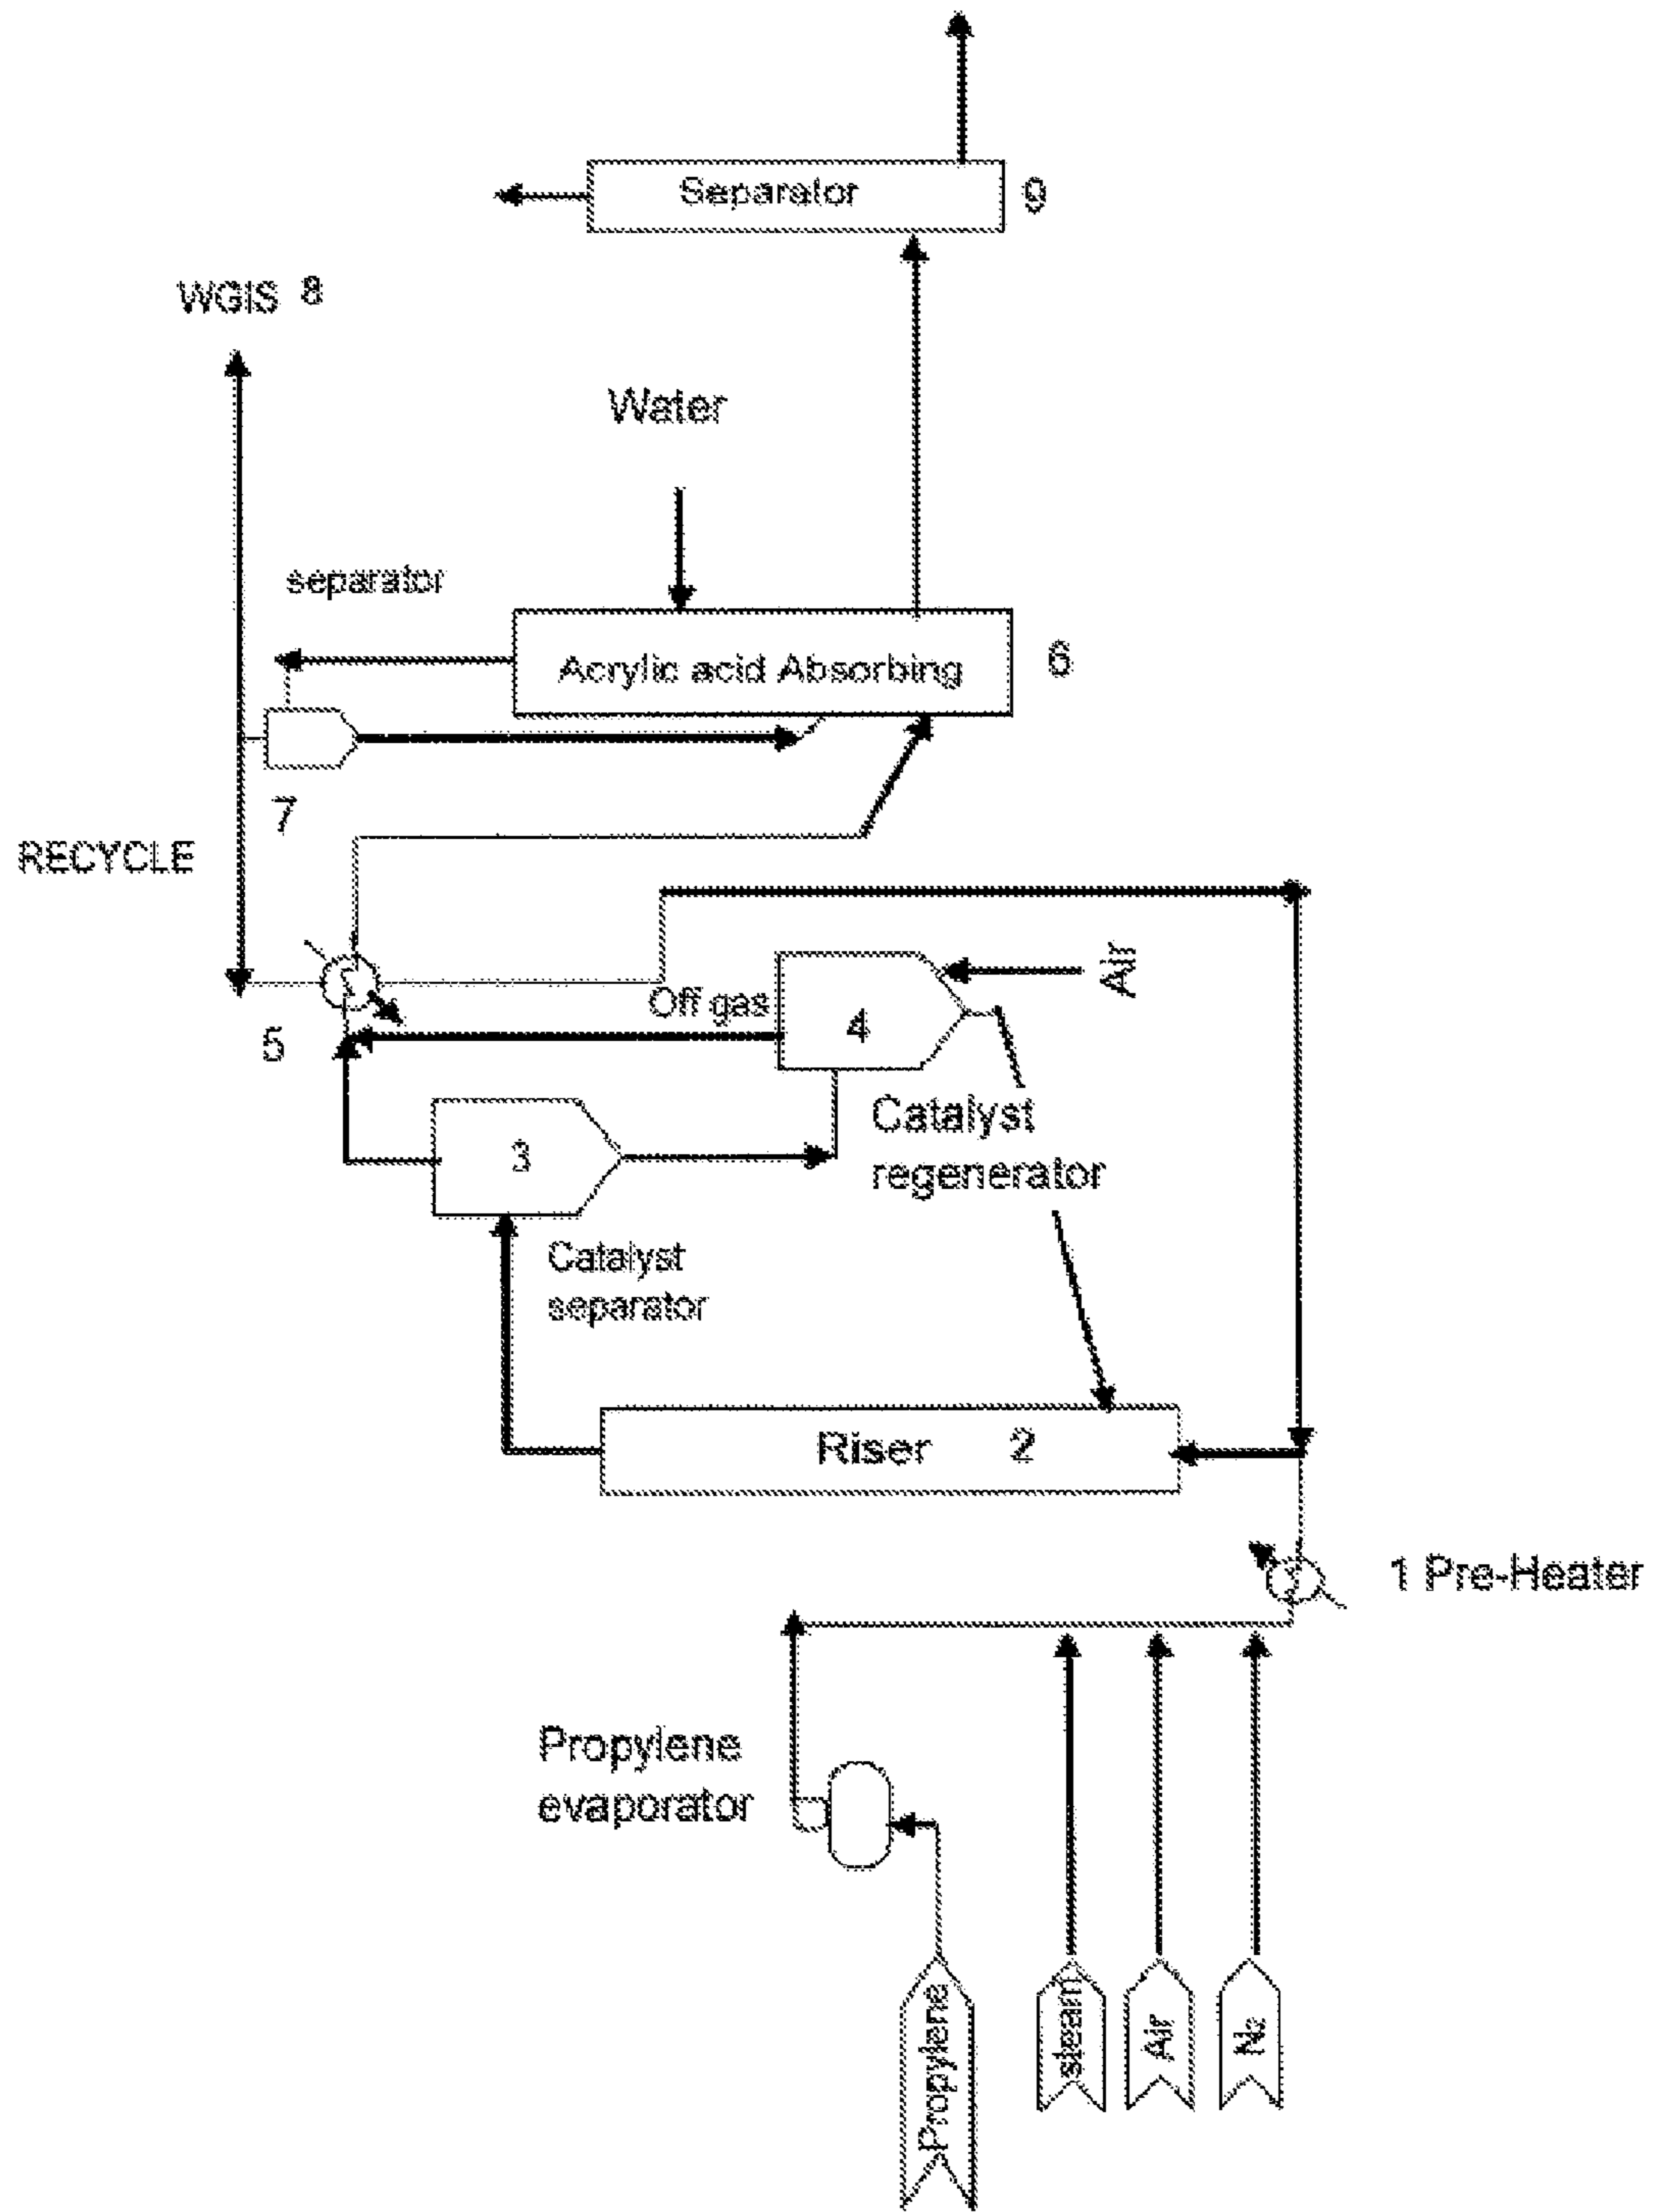 Separator 9
WGIS 8
Water
separator
Acrylic acid Absorbing 6
7
RECYCLE
Air
Off gas
4
5
Catalyst
regenerator
3
Catalyst
separator
Riser 2
1 Pre-Heater
Propylene
evaporator
Propylene
steam
Air
N₂